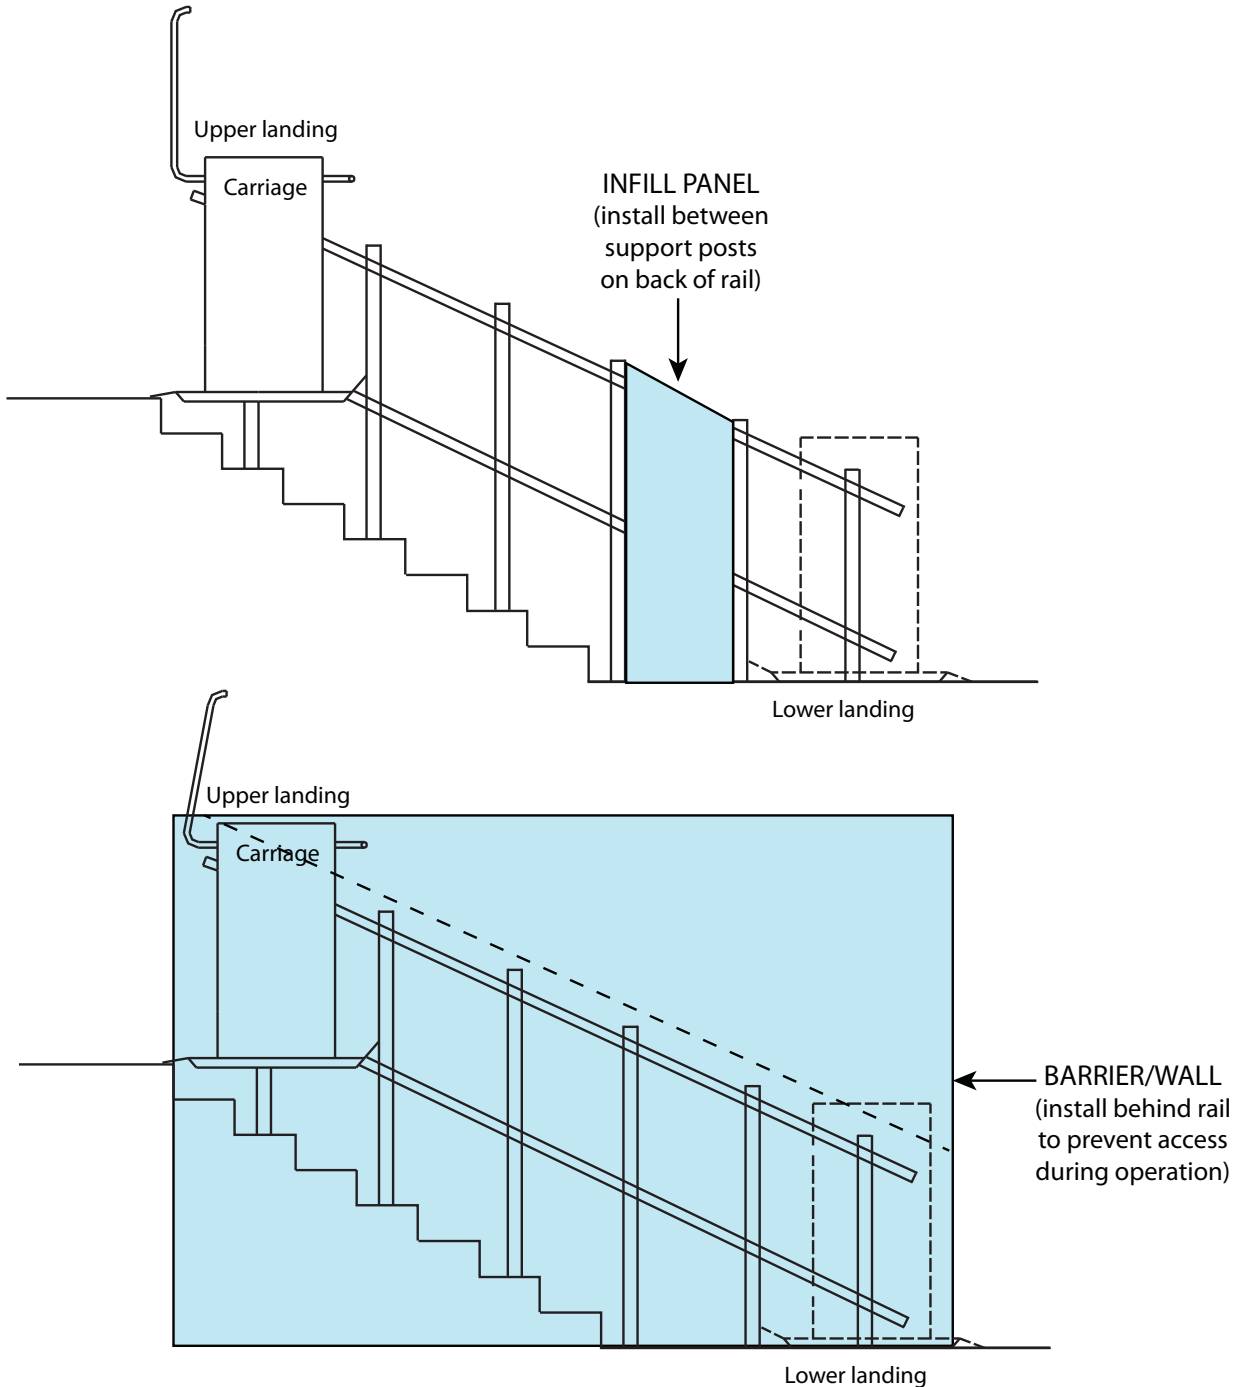 Upper landing
Carriage
INFILL PANEL
(install between
support posts
on back of rail)
Lower landing
Upper landing
Carriage
BARRIER/WALL
(install behind rail
to prevent access
during operation)
Lower landing